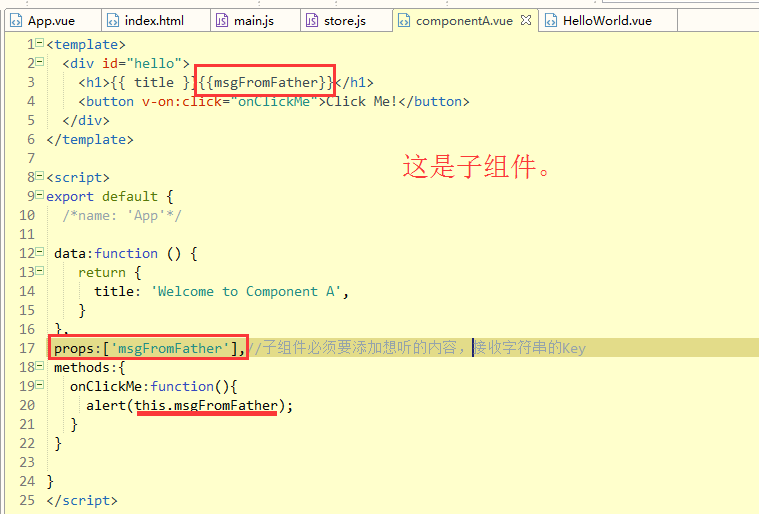 App.vue index.html main.js store.js componentA.vue HelloWorld.vue
1 <template>
2 <div id="hello">
3 <h1>{{ title }}{{msgFromFather}}</h1>
4 <button v-on:click="onClickMe">Click Me!</button>
5 </div>
6 </template>
7
这是子组件。
8 <script>
9 export default {
10 /*name: 'App'*/
11
12 data:function () {
13 return {
14 title: 'Welcome to Component A',
15 }
16 },
17 props:['msgFromFather'],//子组件必须要添加想听的内容，接收字符串的Key
18 methods:{
19 onClickMe:function(){
20 alert(this.msgFromFather);
21 }
22 }
23
24 }
25 </script>